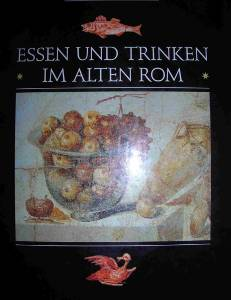 ESSEN UND TRINKEN
IM ALTEN ROM